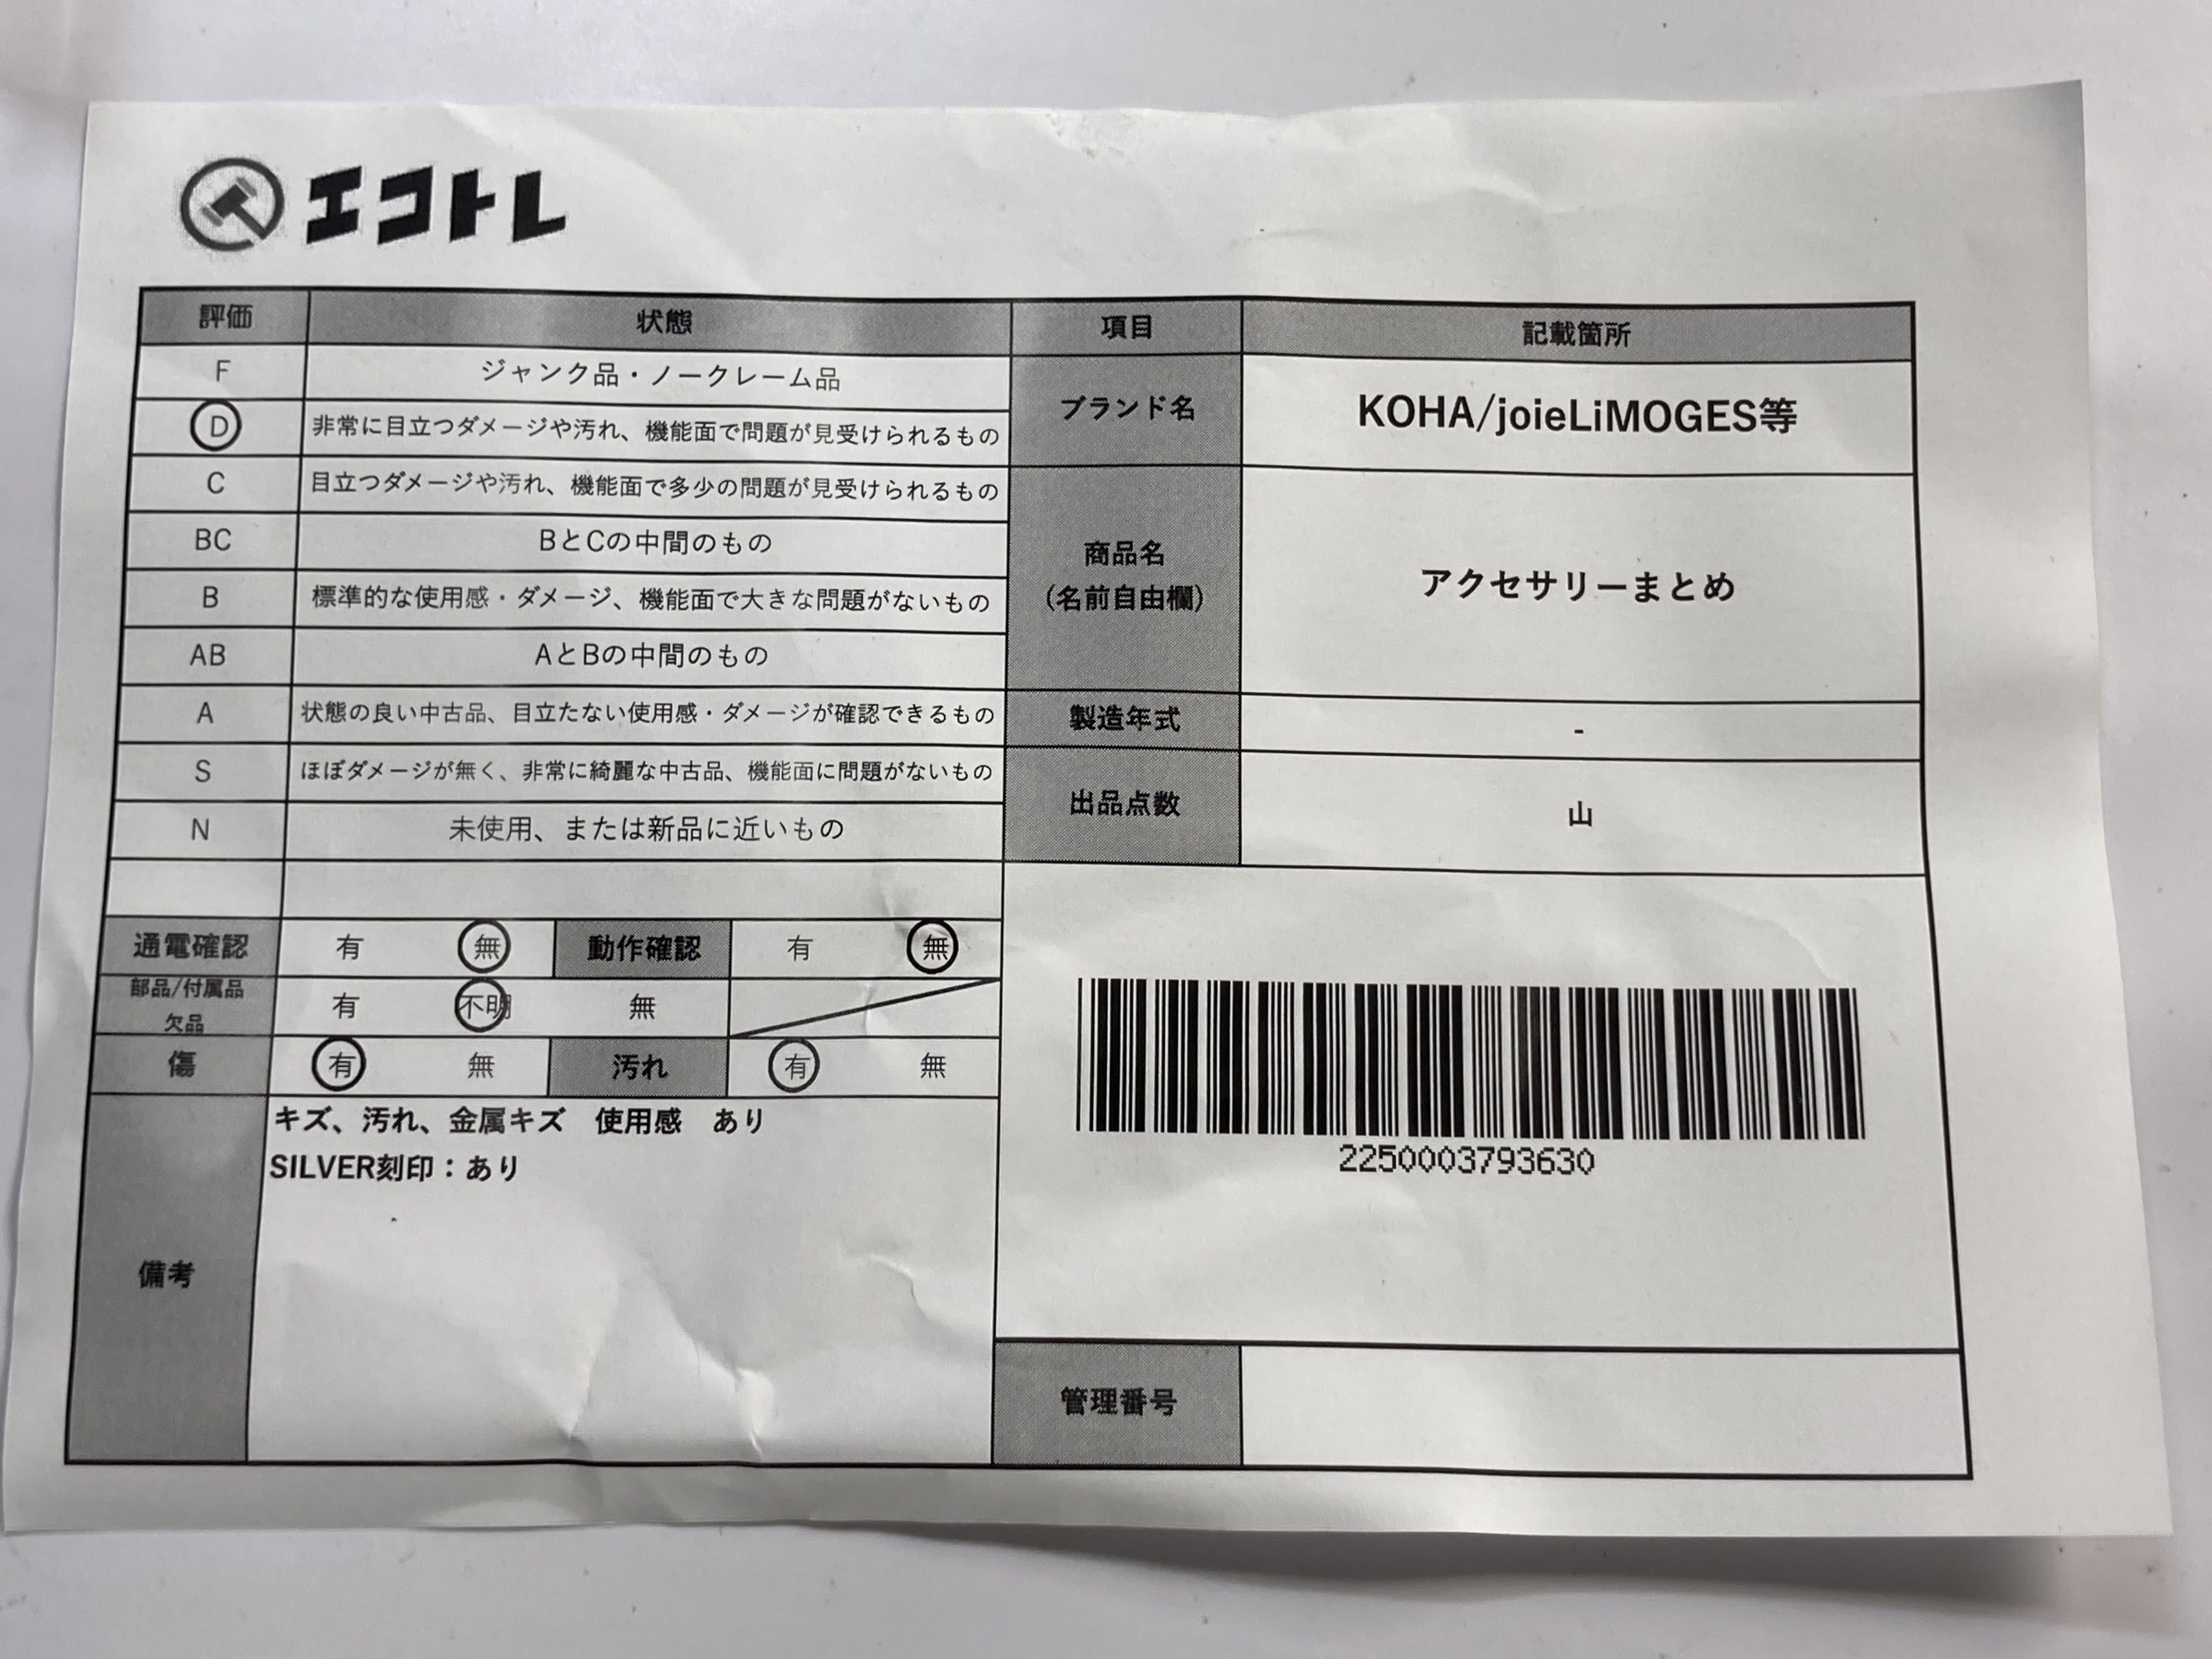 エコトレ
評価 状態 項目 記載箇所
F ジャンク品・ノークレーム品
D 非常に目立つダメージや汚れ、機能面で問題が見受けられるもの
ブランド名 KOHA/joieLiMOGES等
C 目立つダメージや汚れ、機能面で多少の問題が見受けられるもの
BC BとCの中間のもの
商品名
(名前自由欄)
アクセサリーまとめ
B 標準的な使用感・ダメージ、機能面で大きな問題がないもの
AB AとBの中間のもの
A 状態の良い中古品、目立たない使用感・ダメージが確認できるもの
製造年式 -
S ほぼダメージが無く、非常に綺麗な中古品、機能面に問題がないもの
出品点数 山
N 未使用、または新品に近いもの
通電確認 有 無 動作確認 有 無
部品/付属品
欠品
有 不明 無
傷 有 無 汚れ 有 無
備考
キズ、汚れ、金属キズ 使用感 あり
SILVER刻印：あり
2250003793630
管理番号